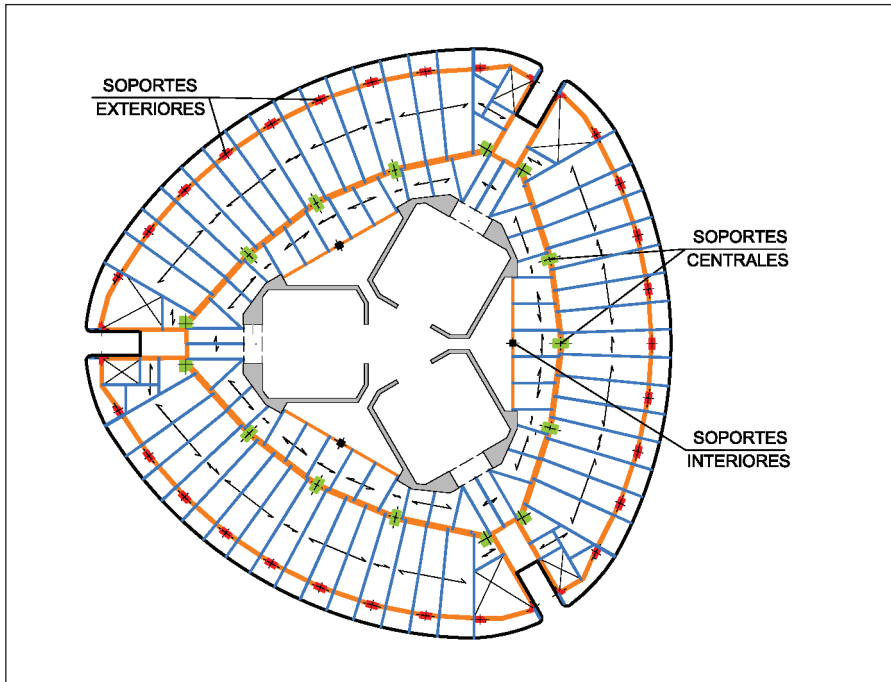 SOPORTES
EXTERIORES
SOPORTES
CENTRALES
SOPORTES
INTERIORES